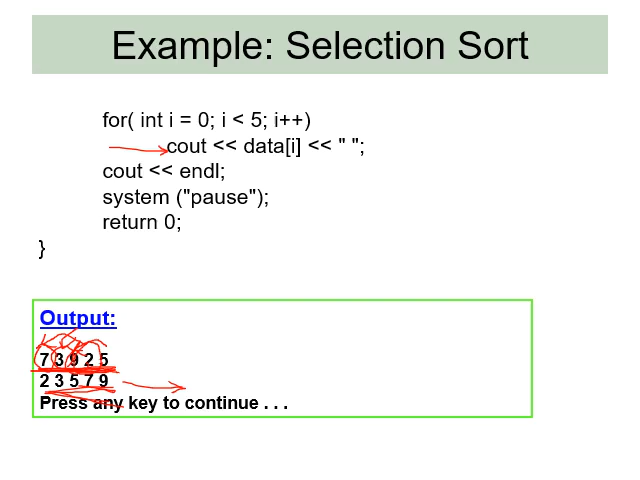 Example: Selection Sort
for( int i = 0; i < 5; i++)
cout << data[i] << " ";
cout << endl;
system ("pause");
return 0;
}
Output:
7 3 9 2 5
2 3 5 7 9
Press any key to continue . . .